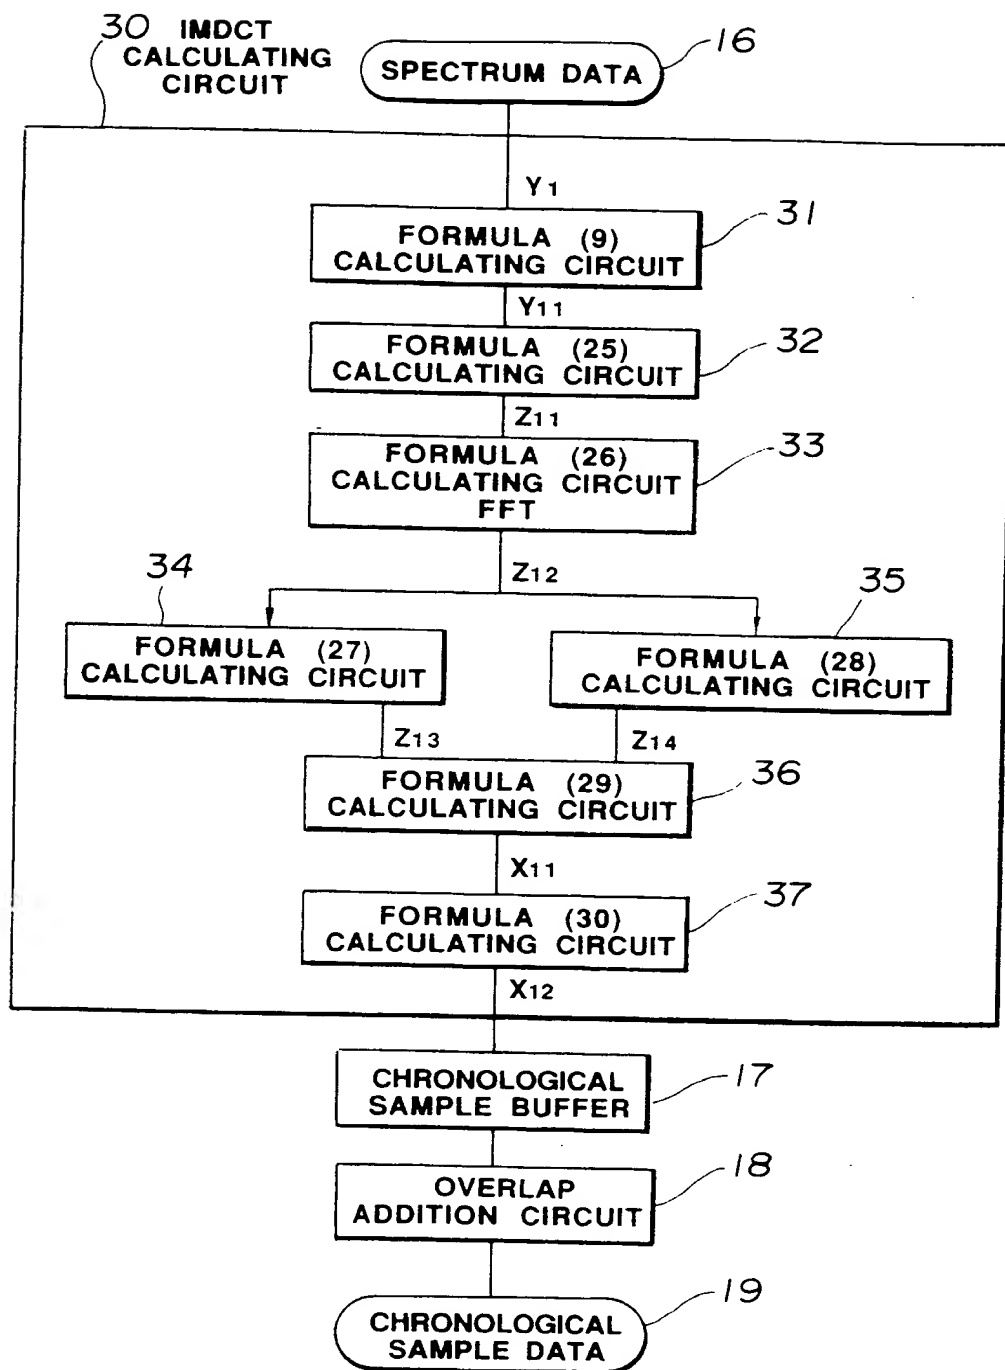 30 IMDCT
CALCULATING
CIRCUIT
16
SPECTRUM DATA
Y1
31
FORMULA (9)
CALCULATING CIRCUIT
Y11
32
FORMULA (25)
CALCULATING CIRCUIT
Z11
33
FORMULA (26)
CALCULATING CIRCUIT
FFT
Z12
34
35
FORMULA (27)
CALCULATING CIRCUIT
FORMULA (28)
CALCULATING CIRCUIT
Z13
Z14
36
FORMULA (29)
CALCULATING CIRCUIT
X11
37
FORMULA (30)
CALCULATING CIRCUIT
X12
17
CHRONOLOGICAL
SAMPLE BUFFER
18
OVERLAP
ADDITION CIRCUIT
19
CHRONOLOGICAL
SAMPLE DATA